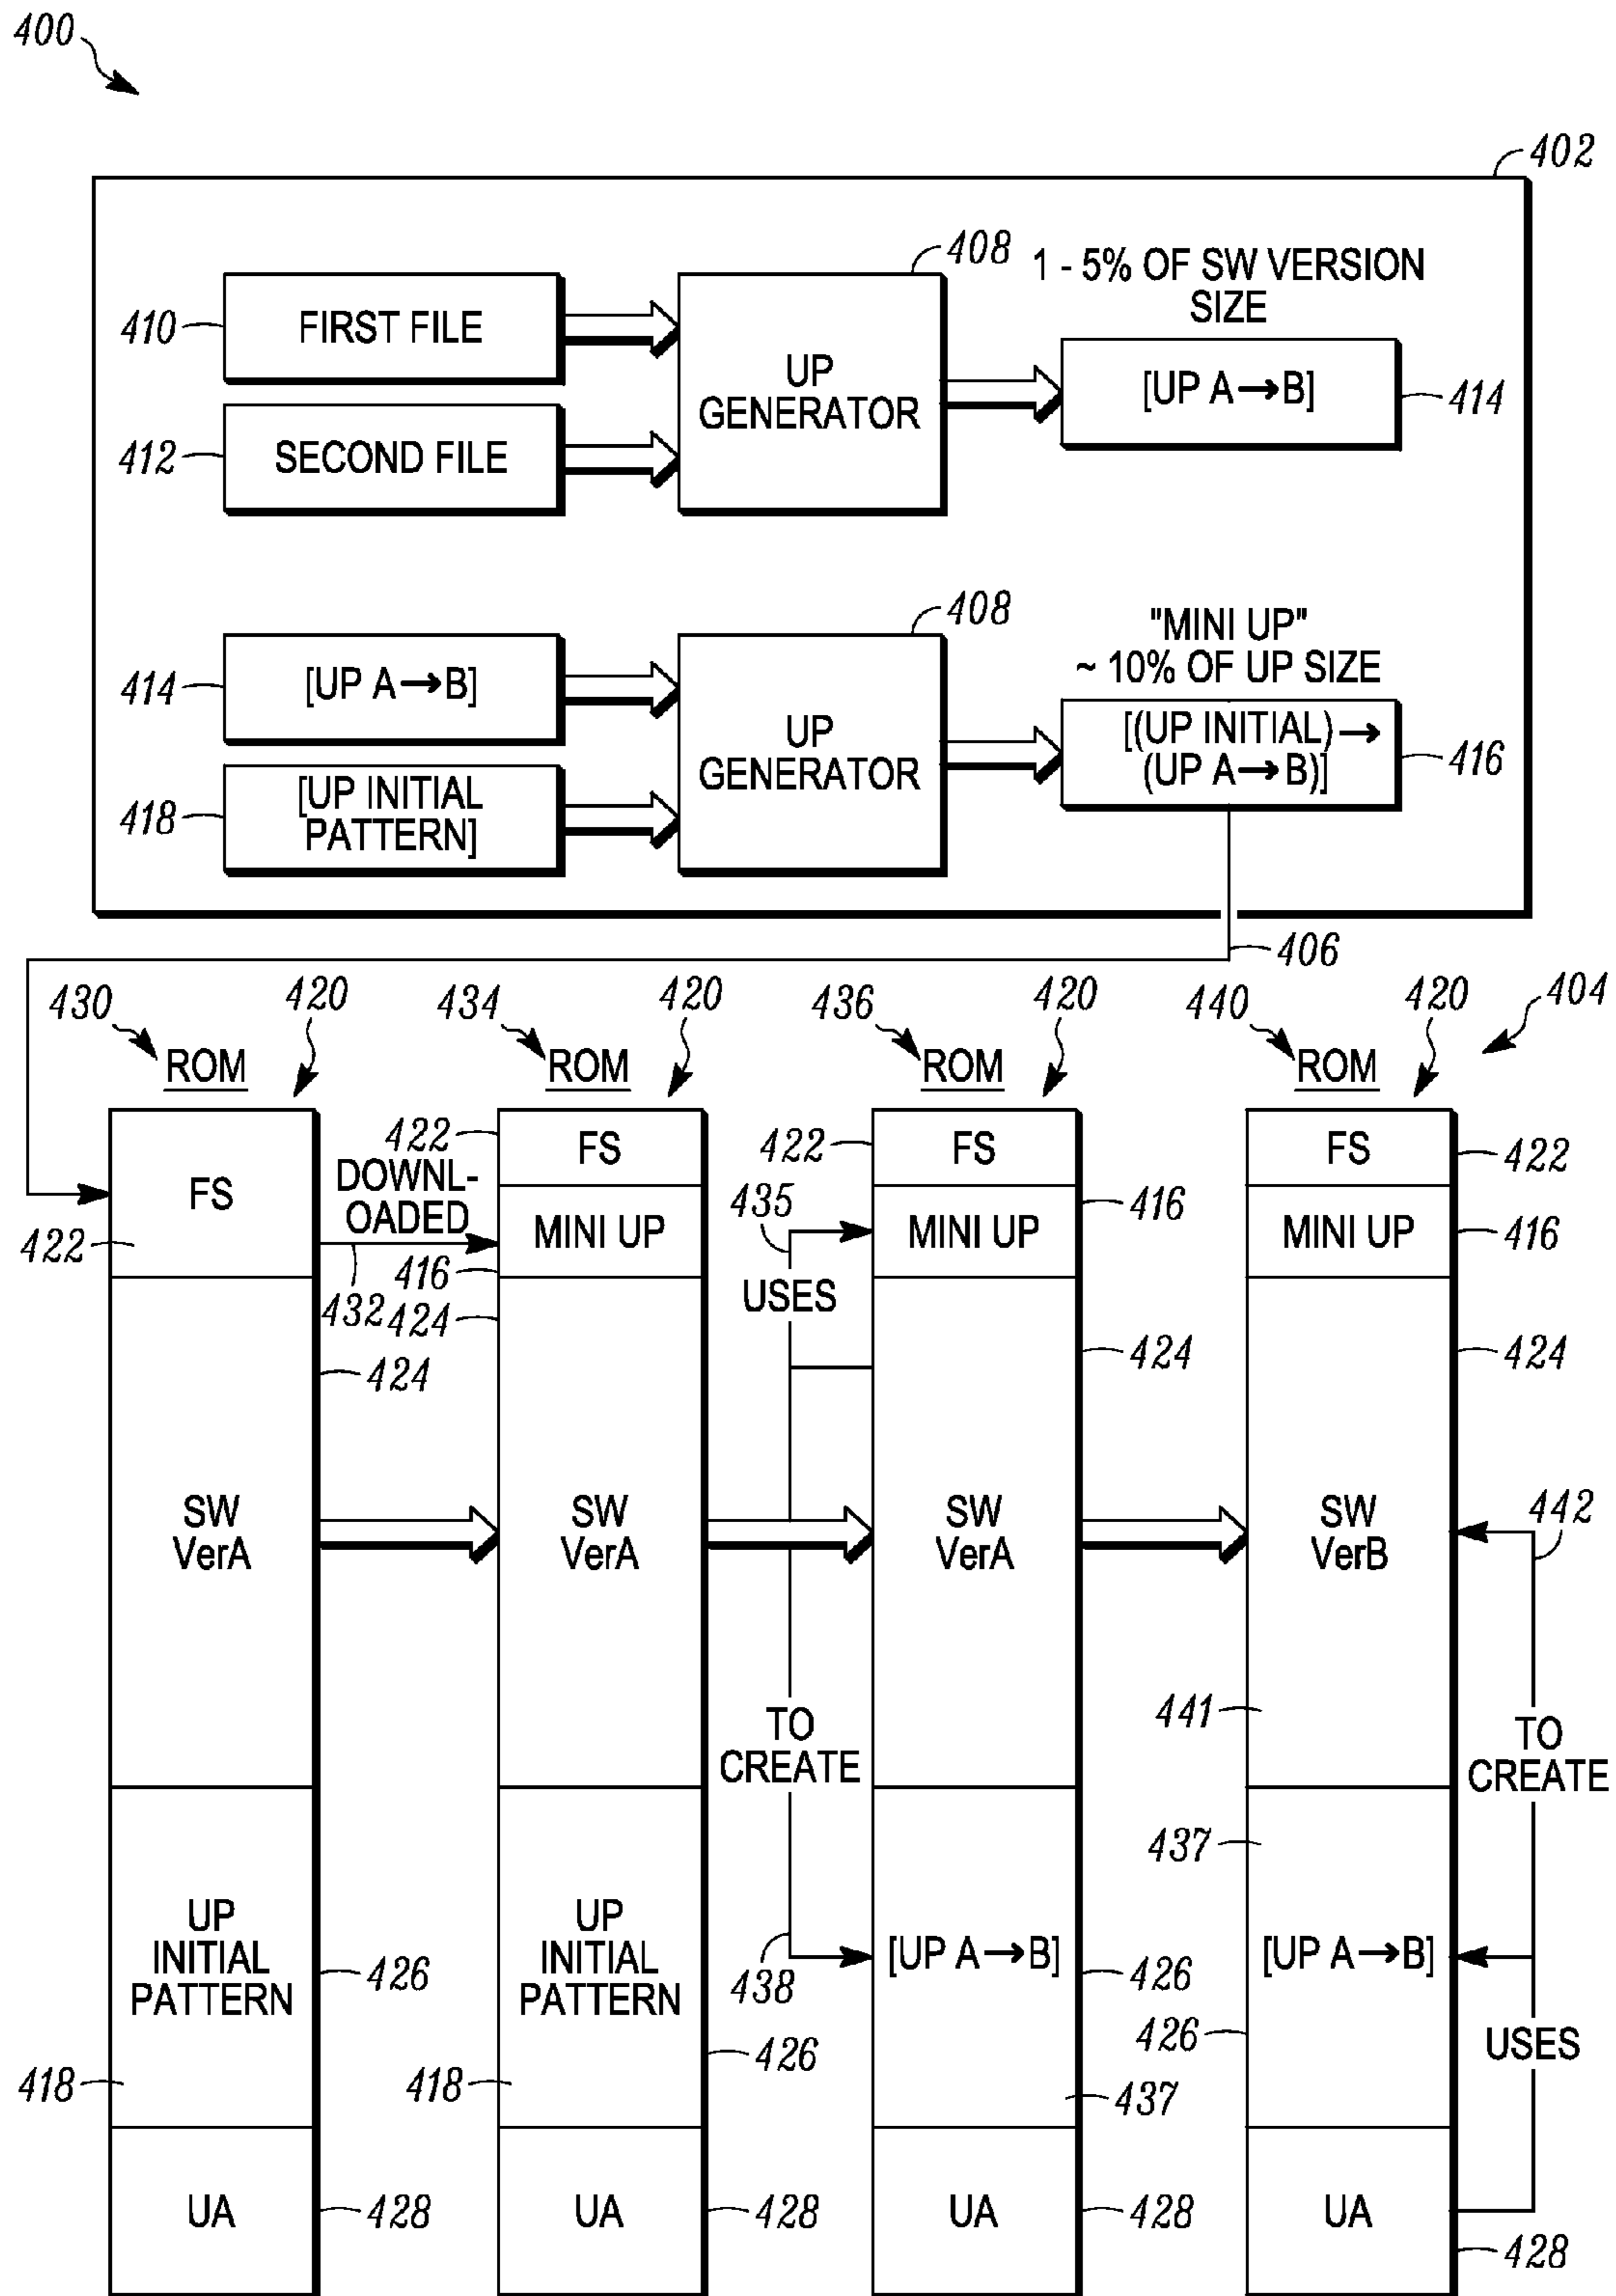 400
402
408
1 - 5% OF SW VERSION
SIZE
410
FIRST FILE
UP
GENERATOR
[UP A→B]
414
412
SECOND FILE
408
"MINI UP"
~ 10% OF UP SIZE
414
[UP A→B]
UP
GENERATOR
[(UP INITIAL)→
(UP A→B)]
416
418
[UP INITIAL
PATTERN]
406
430
420
434
420
436
420
440
420
404
ROM
ROM
ROM
ROM
FS
422
DOWNL-
OADED
432
424
SW
VerA
UP
INITIAL
PATTERN
426
418
UA
428
422
FS
MINI UP
416
424
SW
VerA
UP
INITIAL
PATTERN
426
418
UA
428
422
FS
435
MINI UP
416
USES
424
SW
VerA
TO
CREATE
438
[UP A→B]
426
437
UA
428
FS
422
MINI UP
416
424
SW
VerB
442
441
TO
CREATE
437
[UP A→B]
426
USES
UA
428